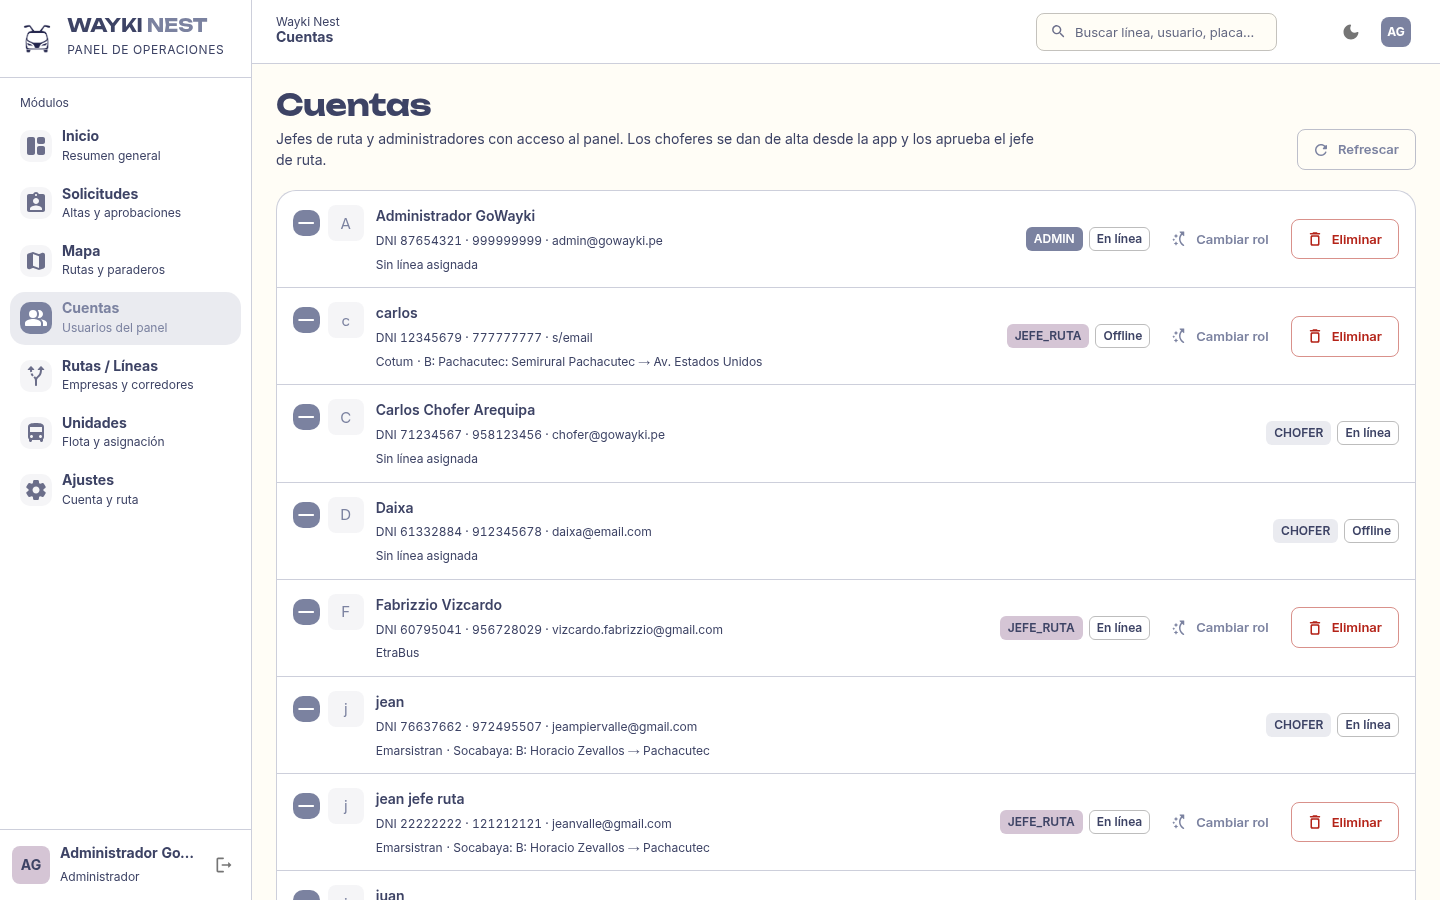 WAYKI NEST
PANEL DE OPERACIONES
Módulos
Inicio
Resumen general
Solicitudes
Altas y aprobaciones
Mapa
Rutas y paraderos
Cuentas
Usuarios del panel
Rutas / Líneas
Empresas y corredores
Unidades
Flota y asignación
Ajustes
Cuenta y ruta
AG
Administrador Go...
Administrador
Wayki Nest
Cuentas
Buscar línea, usuario, placa...
AG
Cuentas
Jefes de ruta y administradores con acceso al panel. Los choferes se dan de alta desde la app y los aprueba el jefe
de ruta.
Refrescar
A
Administrador GoWayki
DNI 87654321 · 999999999 · admin@gowayki.pe
Sin línea asignada
ADMIN
En línea
Cambiar rol
Eliminar
c
carlos
DNI 12345679 · 777777777 · s/email
Cotum · B: Pachacutec: Semirural Pachacutec → Av. Estados Unidos
JEFE_RUTA
Offline
Cambiar rol
Eliminar
C
Carlos Chofer Arequipa
DNI 71234567 · 958123456 · chofer@gowayki.pe
Sin línea asignada
CHOFER
En línea
D
Daixa
DNI 61332884 · 912345678 · daixa@email.com
Sin línea asignada
CHOFER
Offline
F
Fabrizzio Vizcardo
DNI 60795041 · 956728029 · vizcardo.fabrizzio@gmail.com
EtraBus
JEFE_RUTA
En línea
Cambiar rol
Eliminar
j
jean
DNI 76637662 · 972495507 · jeampiervalle@gmail.com
Emarsistran · Socabaya: B: Horacio Zevallos → Pachacutec
CHOFER
En línea
j
jean jefe ruta
DNI 22222222 · 121212121 · jeanvalle@gmail.com
Emarsistran · Socabaya: B: Horacio Zevallos → Pachacutec
JEFE_RUTA
En línea
Cambiar rol
Eliminar
juan